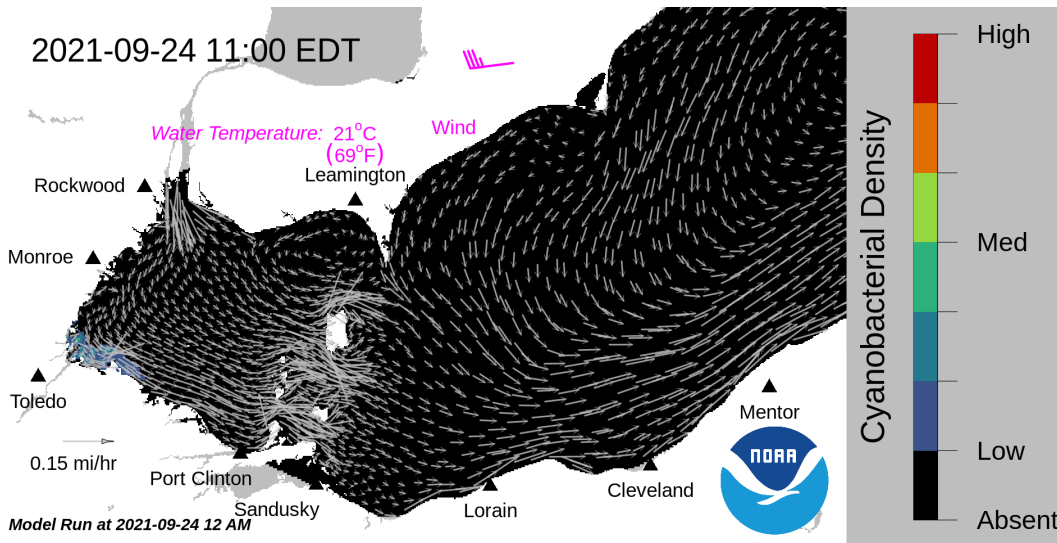 2021-09-24 11:00 EDT
High
Water Temperature: 21°C
(69°F)
Wind
Leamington
Rockwood
Cyanobacterial Density
Monroe
Med
Toledo
Mentor
NOAA
0.15 mi/hr
Port Clinton
Low
Sandusky
Lorain
Cleveland
Model Run at 2021-09-24 12 AM
Absent